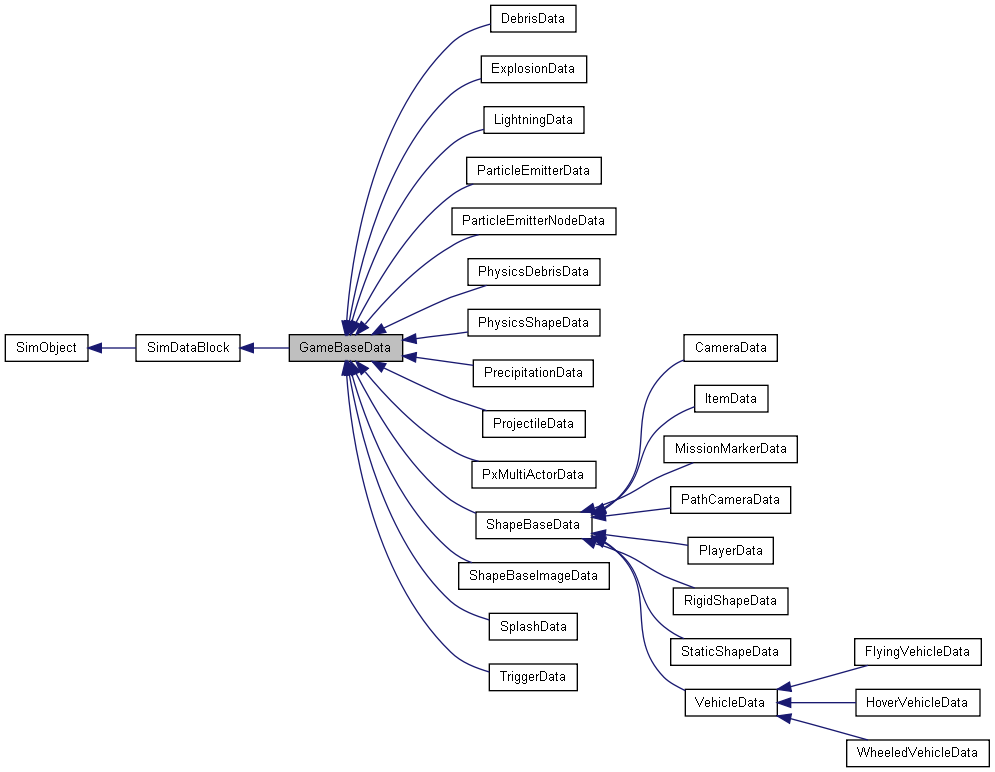 DebrisData
ExplosionData
LightningData
ParticleEmitterData
ParticleEmitterNodeData
PhysicsDebrisData
PhysicsShapeData
SimObject
SimDataBlock
GameBaseData
CameraData
PrecipitationData
ItemData
ProjectileData
MissionMarkerData
PxMultiActorData
PathCameraData
ShapeBaseData
PlayerData
ShapeBaseImageData
RigidShapeData
SplashData
StaticShapeData
FlyingVehicleData
TriggerData
VehicleData
HoverVehicleData
WheeledVehicleData